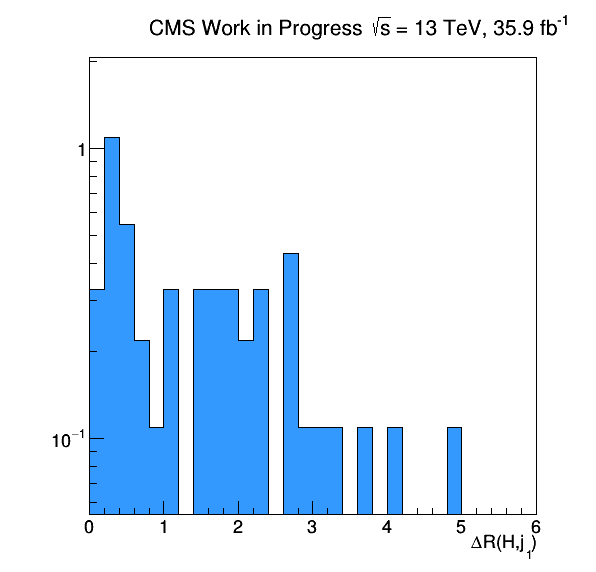 CMS Work in Progress √s = 13 TeV, 35.9 fb⁻¹
1
10⁻¹
0 1 2 3 4 5 6
ΔR(H,j₁)